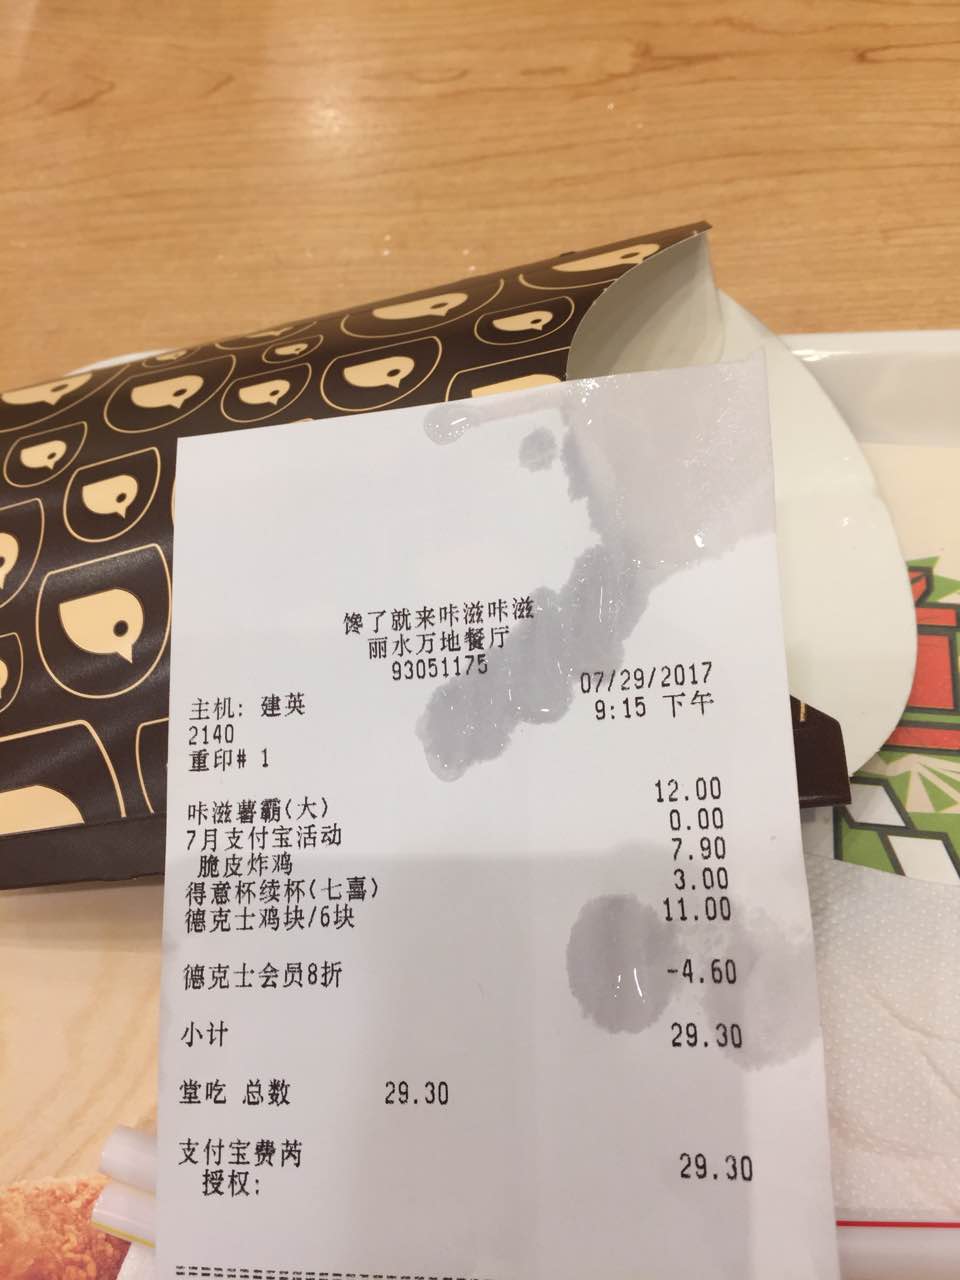 馋了就来咔滋咔滋
丽水万地餐厅
93051175
07/29/2017
主机: 建英 9:15 下午
2140
重印# 1
咔滋薯霸(大) 12.00
7月支付宝活动 0.00
脆皮炸鸡 7.90
得意杯续杯(七喜) 3.00
德克士鸡块/6块 11.00
德克士会员8折 -4.60
小计 29.30
堂吃 总数 29.30
支付宝费芮 29.30
授权: